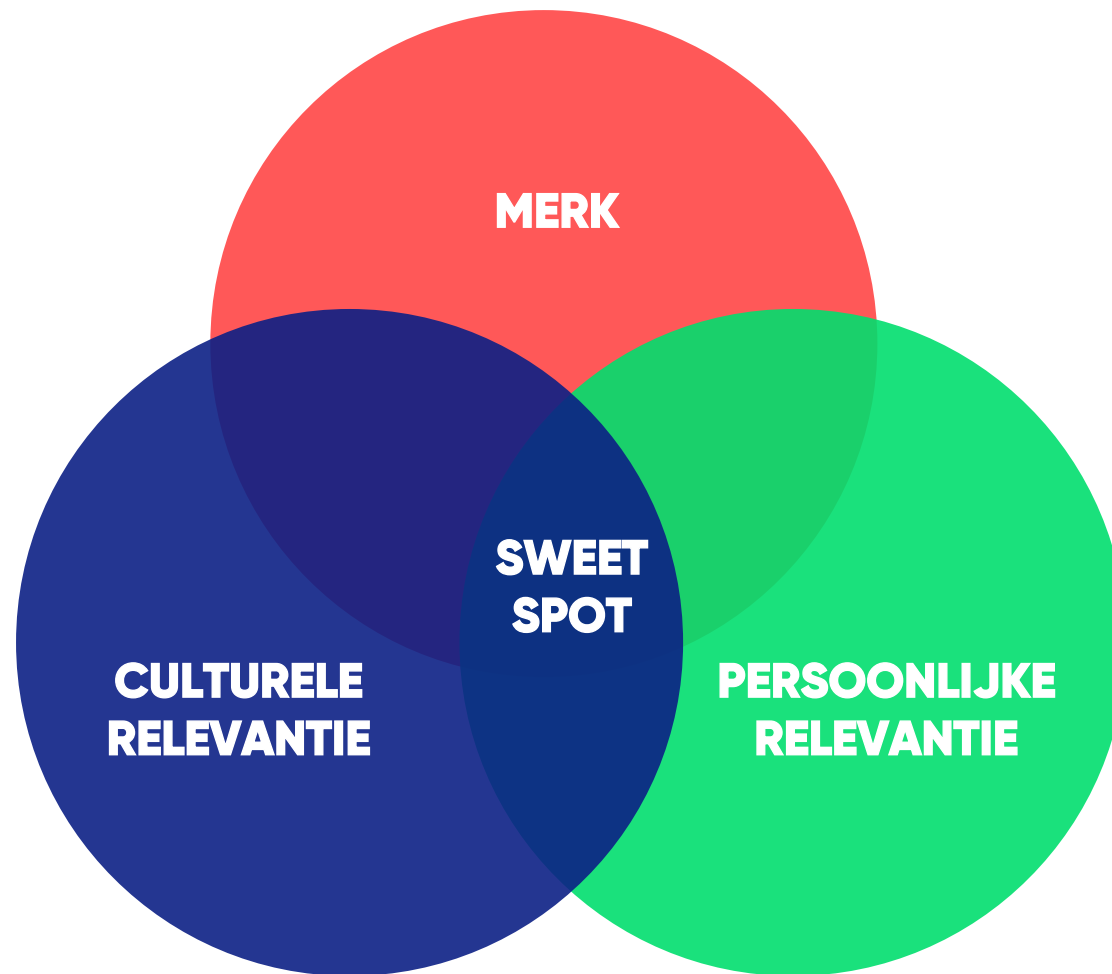 MERK
SWEET
SPOT
CULTURELE
RELEVANTIE
PERSOONLIJKE
RELEVANTIE